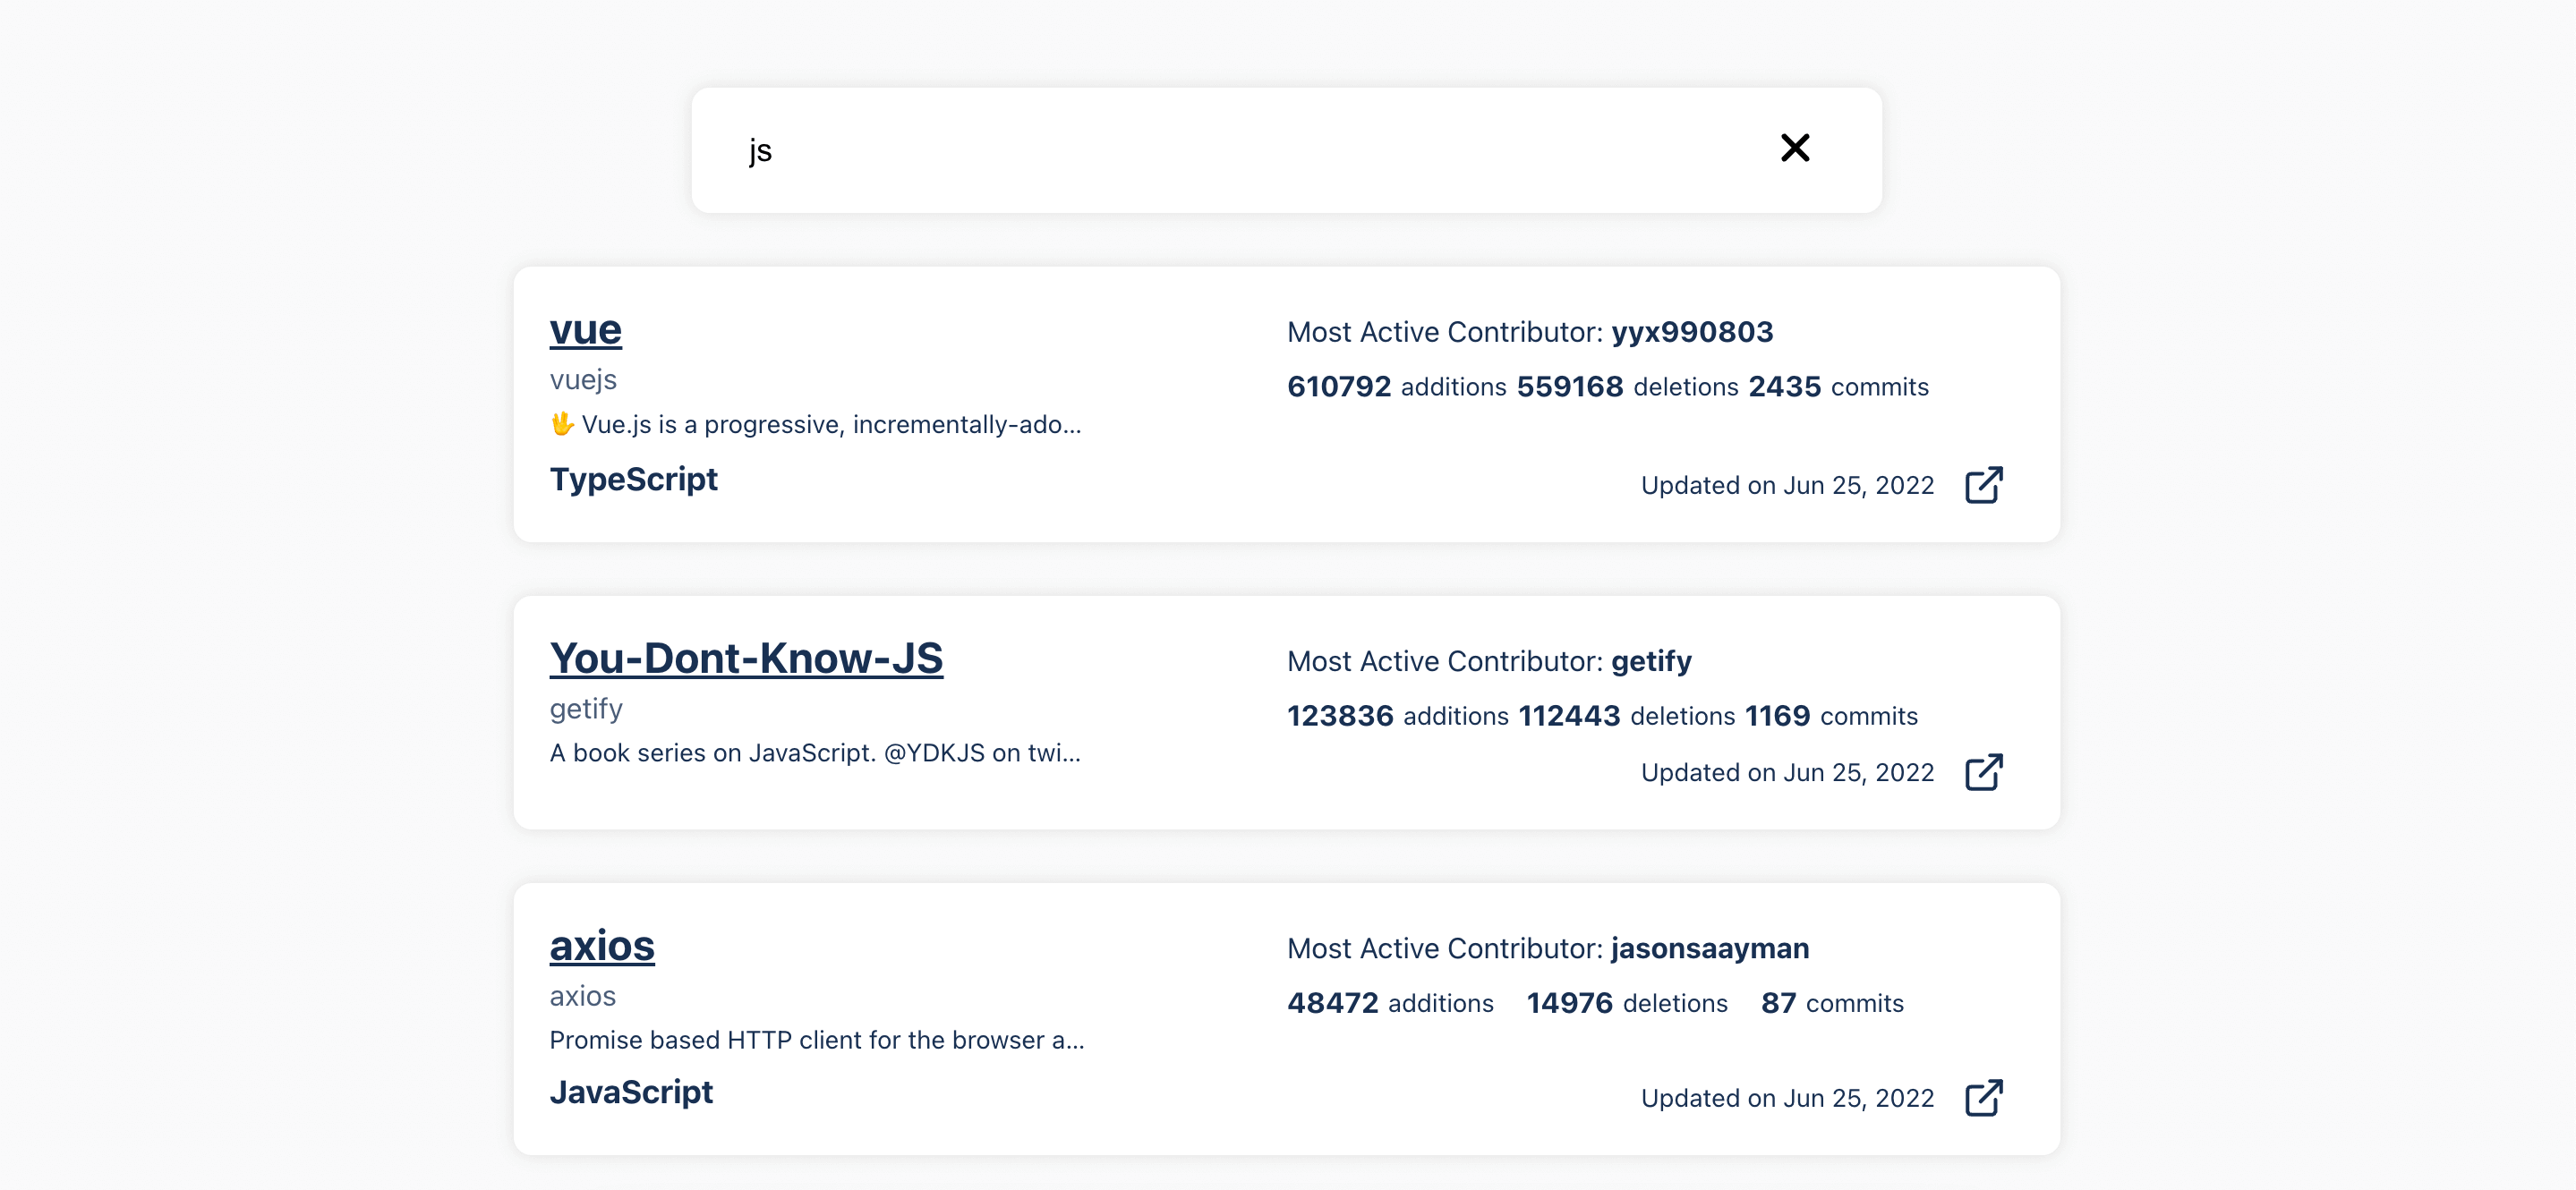 js
vue
vuejs
🖖 Vue.js is a progressive, incrementally-ado...
TypeScript
Most Active Contributor: yyx990803
610792 additions 559168 deletions 2435 commits
Updated on Jun 25, 2022
You-Dont-Know-JS
getify
A book series on JavaScript. @YDKJS on twi...
Most Active Contributor: getify
123836 additions 112443 deletions 1169 commits
Updated on Jun 25, 2022
axios
axios
Promise based HTTP client for the browser a...
JavaScript
Most Active Contributor: jasonsaayman
48472 additions 14976 deletions 87 commits
Updated on Jun 25, 2022